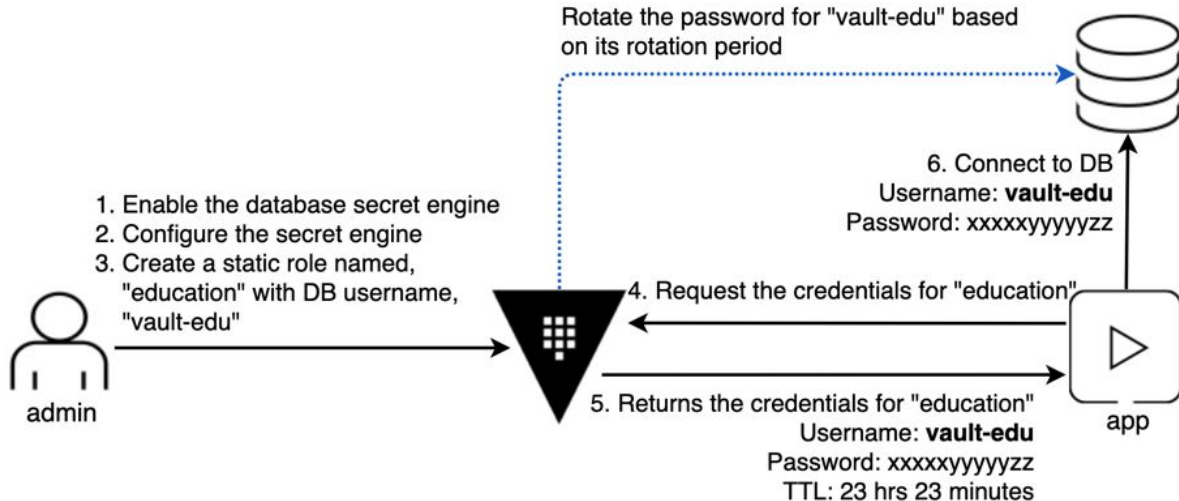 Rotate the password for "vault-edu" based
on its rotation period
6. Connect to DB
Username: vault-edu
Password: xxxxxyyyyyzz
1. Enable the database secret engine
2. Configure the secret engine
3. Create a static role named,
"education" with DB username,
"vault-edu"
4. Request the credentials for "education"
admin
5. Returns the credentials for "education"
Username: vault-edu
Password: xxxxxyyyyyzz
TTL: 23 hrs 23 minutes
app